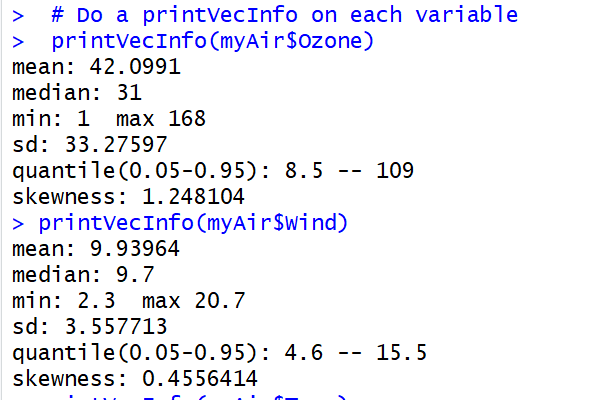 >  # Do a printVecInfo on each variable
>  printVecInfo(myAir$Ozone)
mean: 42.0991
median: 31
min: 1  max 168
sd: 33.27597
quantile(0.05-0.95): 8.5 -- 109
skewness: 1.248104
> printVecInfo(myAir$Wind)
mean: 9.93964
median: 9.7
min: 2.3  max 20.7
sd: 3.557713
quantile(0.05-0.95): 4.6 -- 15.5
skewness: 0.4556414